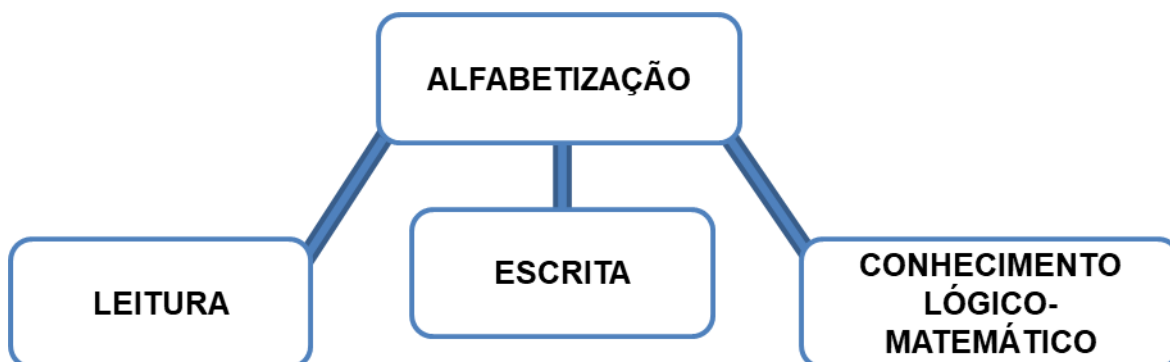 ALFABETIZAÇÃO
LEITURA
ESCRITA
CONHECIMENTO
LÓGICO-
MATEMÁTICO